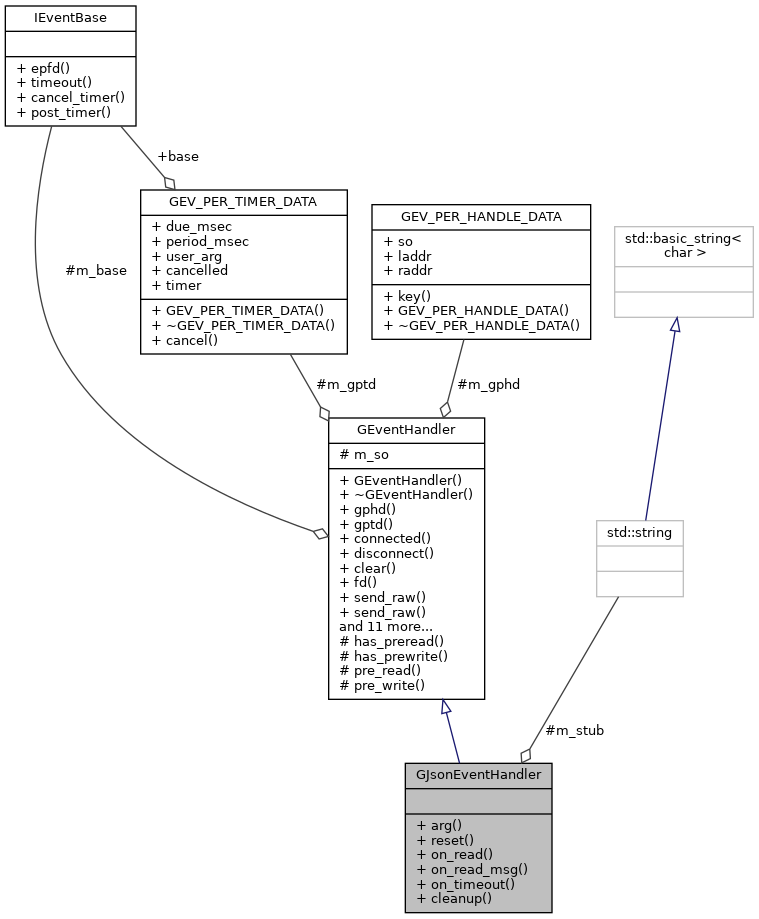 IEventBase
+ epfd()
+ timeout()
+ cancel_timer()
+ post_timer()
+base
#m_base
GEV_PER_TIMER_DATA
+ due_msec
+ period_msec
+ user_arg
+ cancelled
+ timer
+ GEV_PER_TIMER_DATA()
+ ~GEV_PER_TIMER_DATA()
+ cancel()
GEV_PER_HANDLE_DATA
+ so
+ laddr
+ raddr
+ key()
+ GEV_PER_HANDLE_DATA()
+ ~GEV_PER_HANDLE_DATA()
std::basic_string<
char >
#m_gptd
#m_gphd
GEventHandler
# m_so
+ GEventHandler()
+ ~GEventHandler()
+ gphd()
+ gptd()
+ connected()
+ disconnect()
+ clear()
+ fd()
+ send_raw()
+ send_raw()
and 11 more...
# has_preread()
# has_prewrite()
# pre_read()
# pre_write()
std::string
#m_stub
GJsonEventHandler
+ arg()
+ reset()
+ on_read()
+ on_read_msg()
+ on_timeout()
+ cleanup()